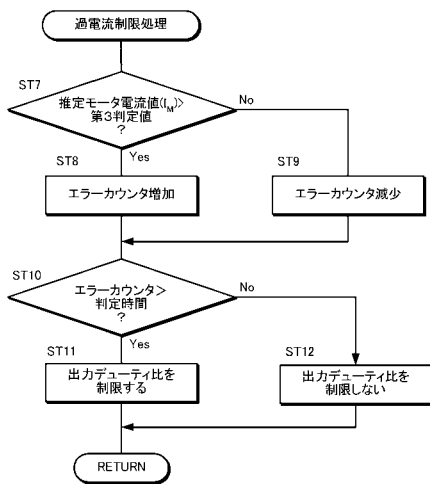 過電流制限処理
ST7
推定モータ電流値(IM)>
第3判定値
?
No
Yes
ST8
エラーカウンタ増加
ST9
エラーカウンタ減少
ST10
エラーカウンタ>
判定時間
?
No
Yes
ST11
出力デューティ比を
制限する
ST12
出力デューティ比を
制限しない
RETURN